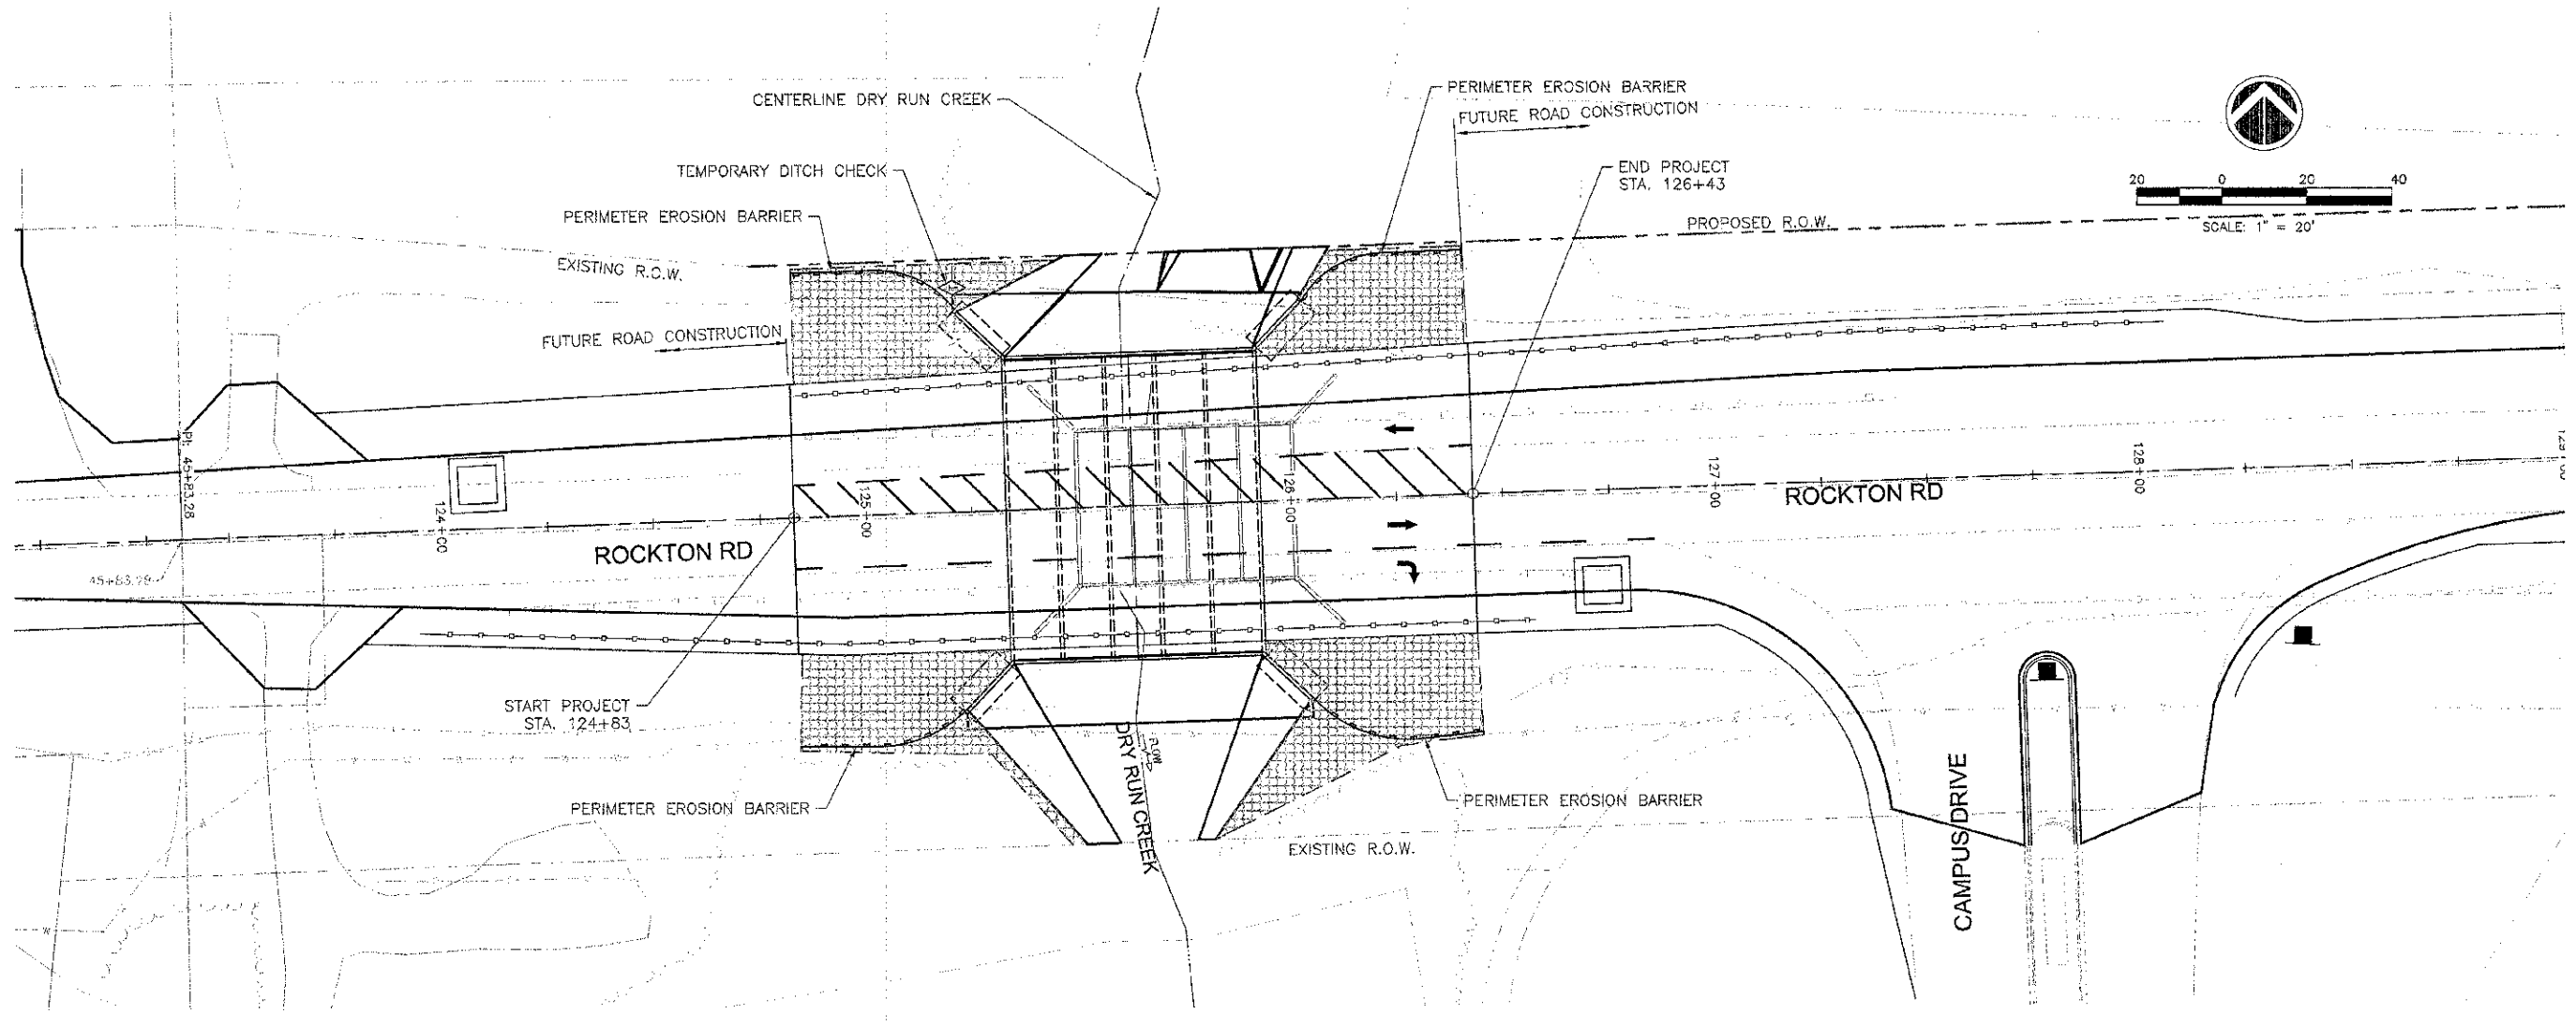 CENTERLINE DRY RUN CREEK
PERIMETER EROSION BARRIER
FUTURE ROAD CONSTRUCTION
TEMPORARY DITCH CHECK
END PROJECT
STA. 126+43
20 0 20 40
SCALE: 1" = 20'
PERIMETER EROSION BARRIER
PROPOSED R.O.W.
EXISTING R.O.W.
FUTURE ROAD CONSTRUCTION
PI: 45+83.28
124+00
125+00
126+00
127+00
128+00
ROCKTON RD
ROCKTON RD
START PROJECT
STA. 124+83
FLOW
DRY RUN CREEK
PERIMETER EROSION BARRIER
PERIMETER EROSION BARRIER
EXISTING R.O.W.
CAMPUS DRIVE